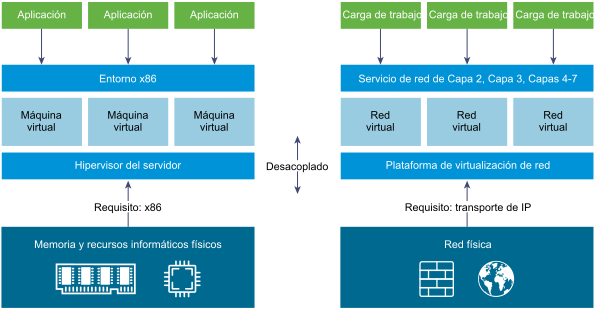 Aplicación
Aplicación
Aplicación
Entorno x86
Máquina
virtual
Máquina
virtual
Máquina
virtual
Hipervisor del servidor
Requisito: x86
Memoria y recursos informáticos físicos
Desacoplado
Carga de trabajo
Carga de trabajo
Carga de trabajo
Servicio de red de Capa 2, Capa 3, Capas 4-7
Red
virtual
Red
virtual
Red
virtual
Plataforma de virtualización de red
Requisito: transporte de IP
Red física